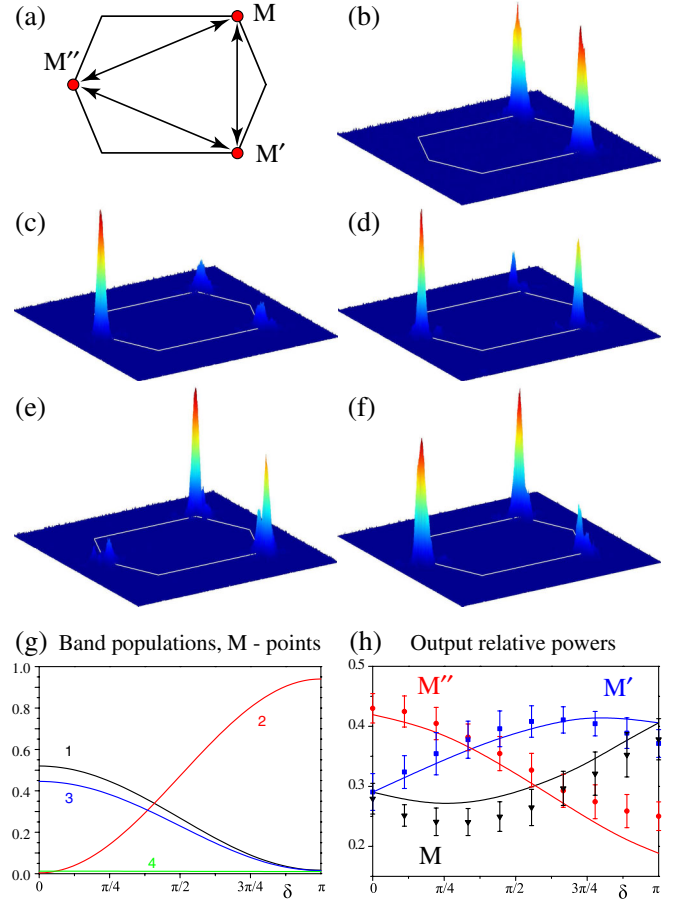 (a)
M
M″
M′
(b)
(c)
(d)
(e)
(f)
(g) Band populations, M - points
1.0
0.8
0.6
0.4
0.2
0.0
1
2
3
4
0 π/4 π/2 3π/4 δ π
(h) Output relative powers
0.5
0.4
0.3
0.2
M″
M′
M
0 π/4 π/2 3π/4 δ π